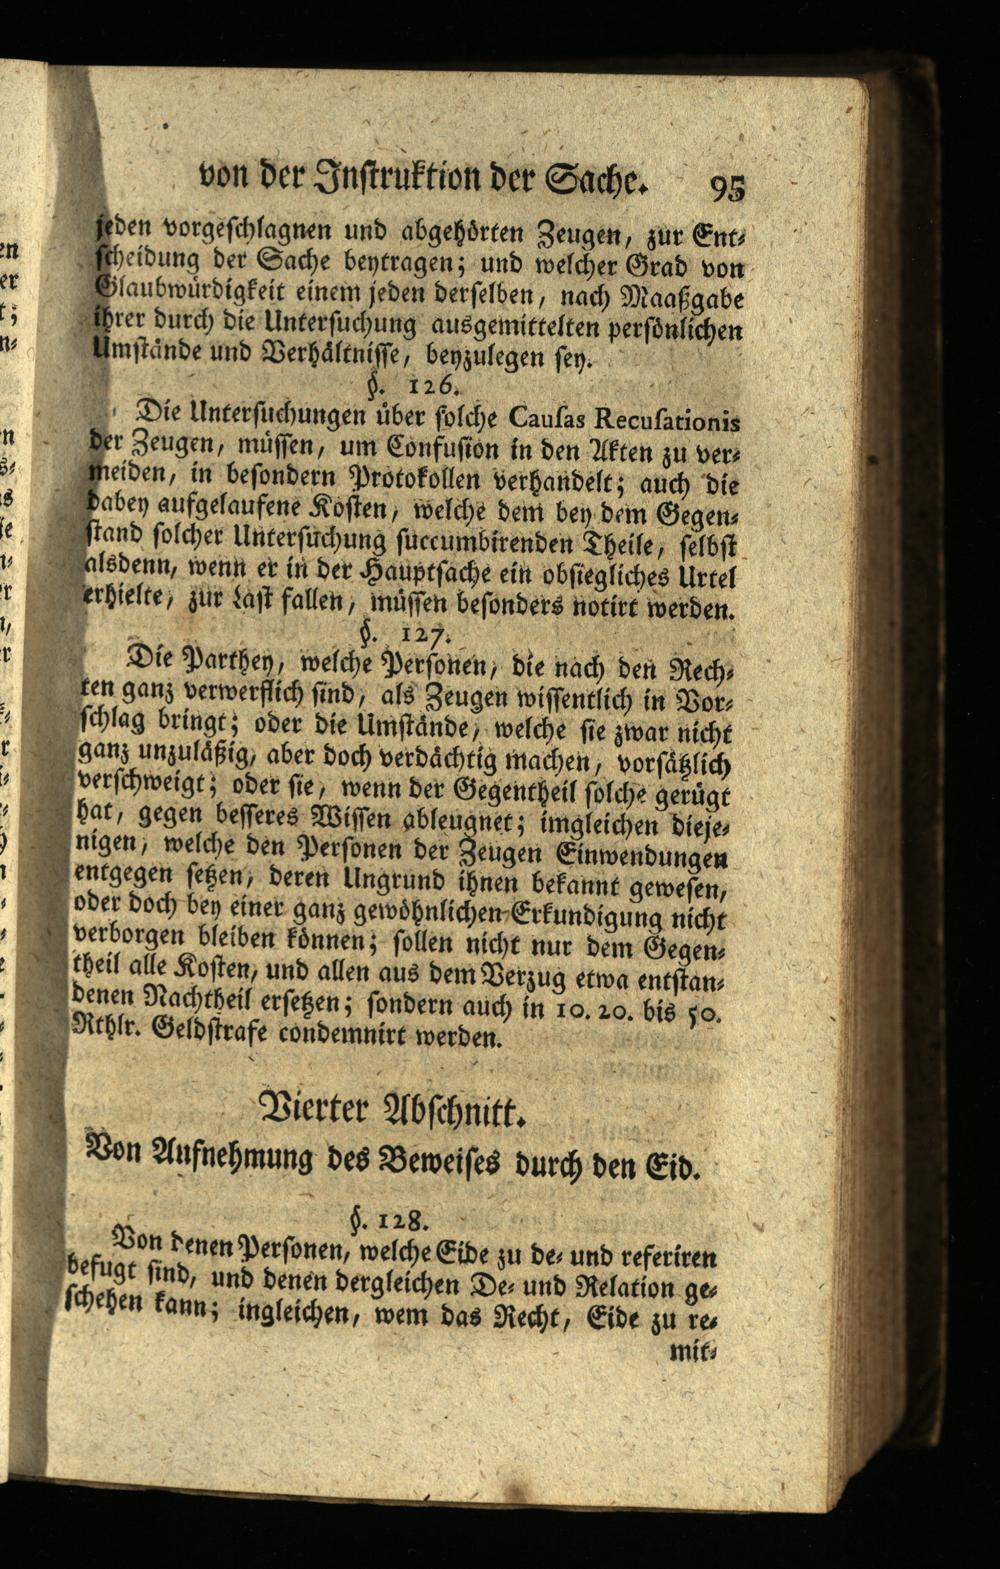 von der Instruktion der Sache. 95
jeden vorgeschlagnen und abgehörten Zeugen, zur Ent-
scheidung der Sache beytragen; und welcher Grad von
Glaubwürdigkeit einem jeden derselben, nach Maaßgabe
ihrer durch die Untersuchung ausgemittelten persönlichen
Umstände und Verhältnisse, beyzulegen sey.
§. 126.
Die Untersuchungen über solche Causas Recusationis
der Zeugen, müssen, um Confusion in den Akten zu ver-
meiden, in besondern Protokollen verhandelt; auch die
dabey aufgelaufene Kosten, welche dem bey dem Gegen-
stand solcher Untersuchung succumbirenden Theile, selbst
alsdenn, wenn er in der Hauptsache ein obsiegliches Urtel
erhielte, zur Last fallen, müssen besonders notirt werden.
§. 127.
Die Parthey, welche Personen, die nach den Rech-
ten ganz verwerflich sind, als Zeugen wissentlich in Vor-
schlag bringt; oder die Umstände, welche sie zwar nicht
ganz unzuläßig, aber doch verdächtig machen, vorsätzlich
verschweigt; oder sie, wenn der Gegentheil solche gerügt
hat, gegen besseres Wissen ableugnet; imgleichen dieje-
nigen, welche den Personen der Zeugen Einwendungen
entgegen setzen, deren Ungrund ihnen bekannt gewesen,
oder doch bey einer ganz gewöhnlichen Erkundigung nicht
verborgen bleiben können; sollen nicht nur dem Gegen-
theil alle Kosten, und allen aus dem Verzug etwa entstan-
denen Nachtheil ersetzen; sondern auch in 10. 20. bis 50.
Rthlr. Geldstrafe condemnirt werden.
Vierter Abschnitt.
Von Aufnehmung des Beweises durch den Eid.
§. 128.
Von denen Personen, welche Eide zu de- und referiren
befugt sind, und denen dergleichen De- und Relation ge-
schehen kann; ingleichen, wem das Recht, Eide zu re-
mit-